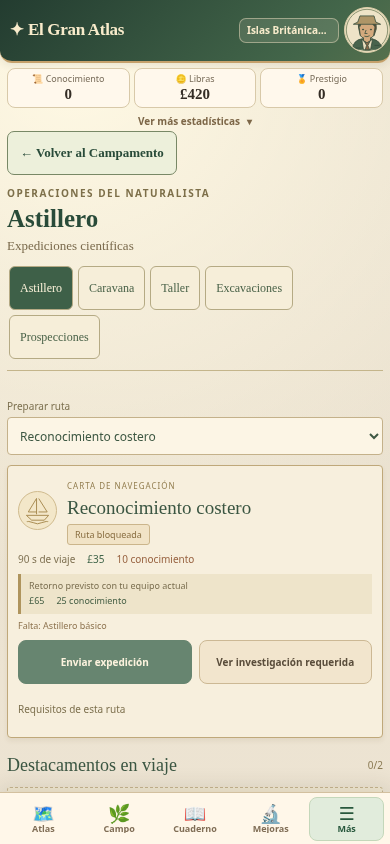 ✦ El Gran Atlas
Islas Británica...
📜 Conocimiento
0
🪙 Libras
£420
🏅 Prestigio
0
Ver más estadísticas ▼
← Volver al Campamento
OPERACIONES DEL NATURALISTA
Astillero
Expediciones científicas
Astillero
Caravana
Taller
Excavaciones
Prospecciones
Preparar ruta
Reconocimiento costero
CARTA DE NAVEGACIÓN
Reconocimiento costero
Ruta bloqueada
90 s de viaje £35 10 conocimiento
Retorno previsto con tu equipo actual
£65 25 conocimiento
Falta: Astillero básico
Enviar expedición
Ver investigación requerida
Requisitos de esta ruta
Destacamentos en viaje 0/2
Atlas
Campo
Cuaderno
Mejoras
Más